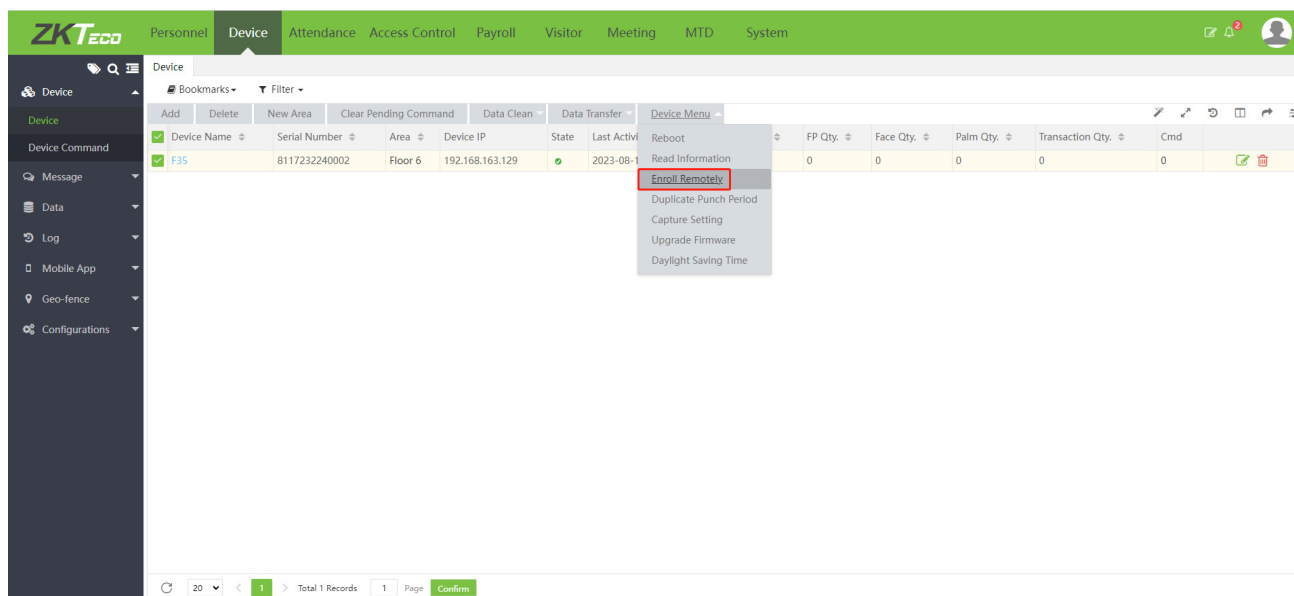 ZKTECO Personnel Device Attendance Access Control Payroll Visitor Meeting MTD System 2
Device
Device
Bookmarks Filter
Device
Add Delete New Area Clear Pending Command Data Clean Data Transfer Device Menu
Device Command
Device Name Serial Number Area Device IP State Last Activi FP Qty. Face Qty. Palm Qty. Transaction Qty. Cmd
F35 8117232240002 Floor 6 192.168.163.129 2023-08-1 0 0 0 0 0
Reboot
Read Information
Enroll Remotely
Duplicate Punch Period
Capture Setting
Upgrade Firmware
Daylight Saving Time
Message
Data
Log
Mobile App
Geo-fence
Configurations
20 1 Total 1 Records 1 Page Confirm